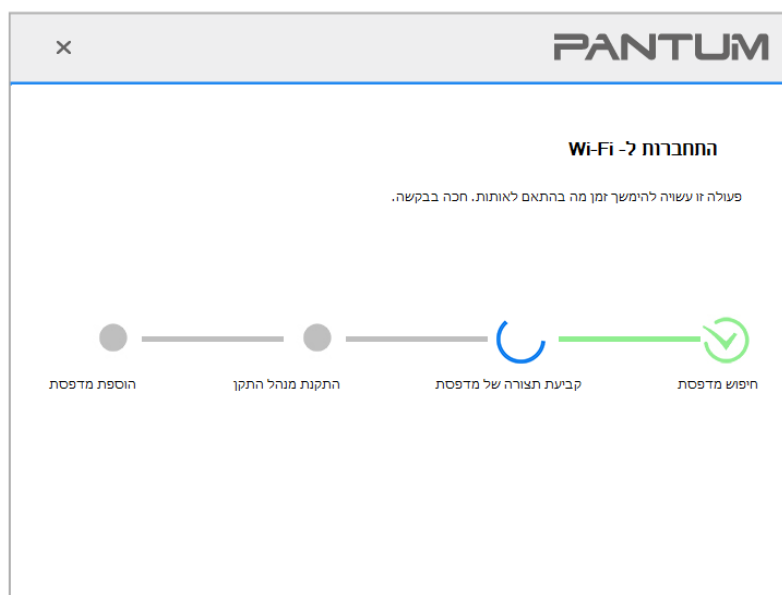 PANTUM
התחברות ל- Wi-Fi
פעולה זו עשויה להימשך זמן מה בהתאם לאותות. חכה בבקשה.
חיפוש מדפסת
קביעת תצורה של מדפסת
התקנת מנהל התקן
הוספת מדפסת